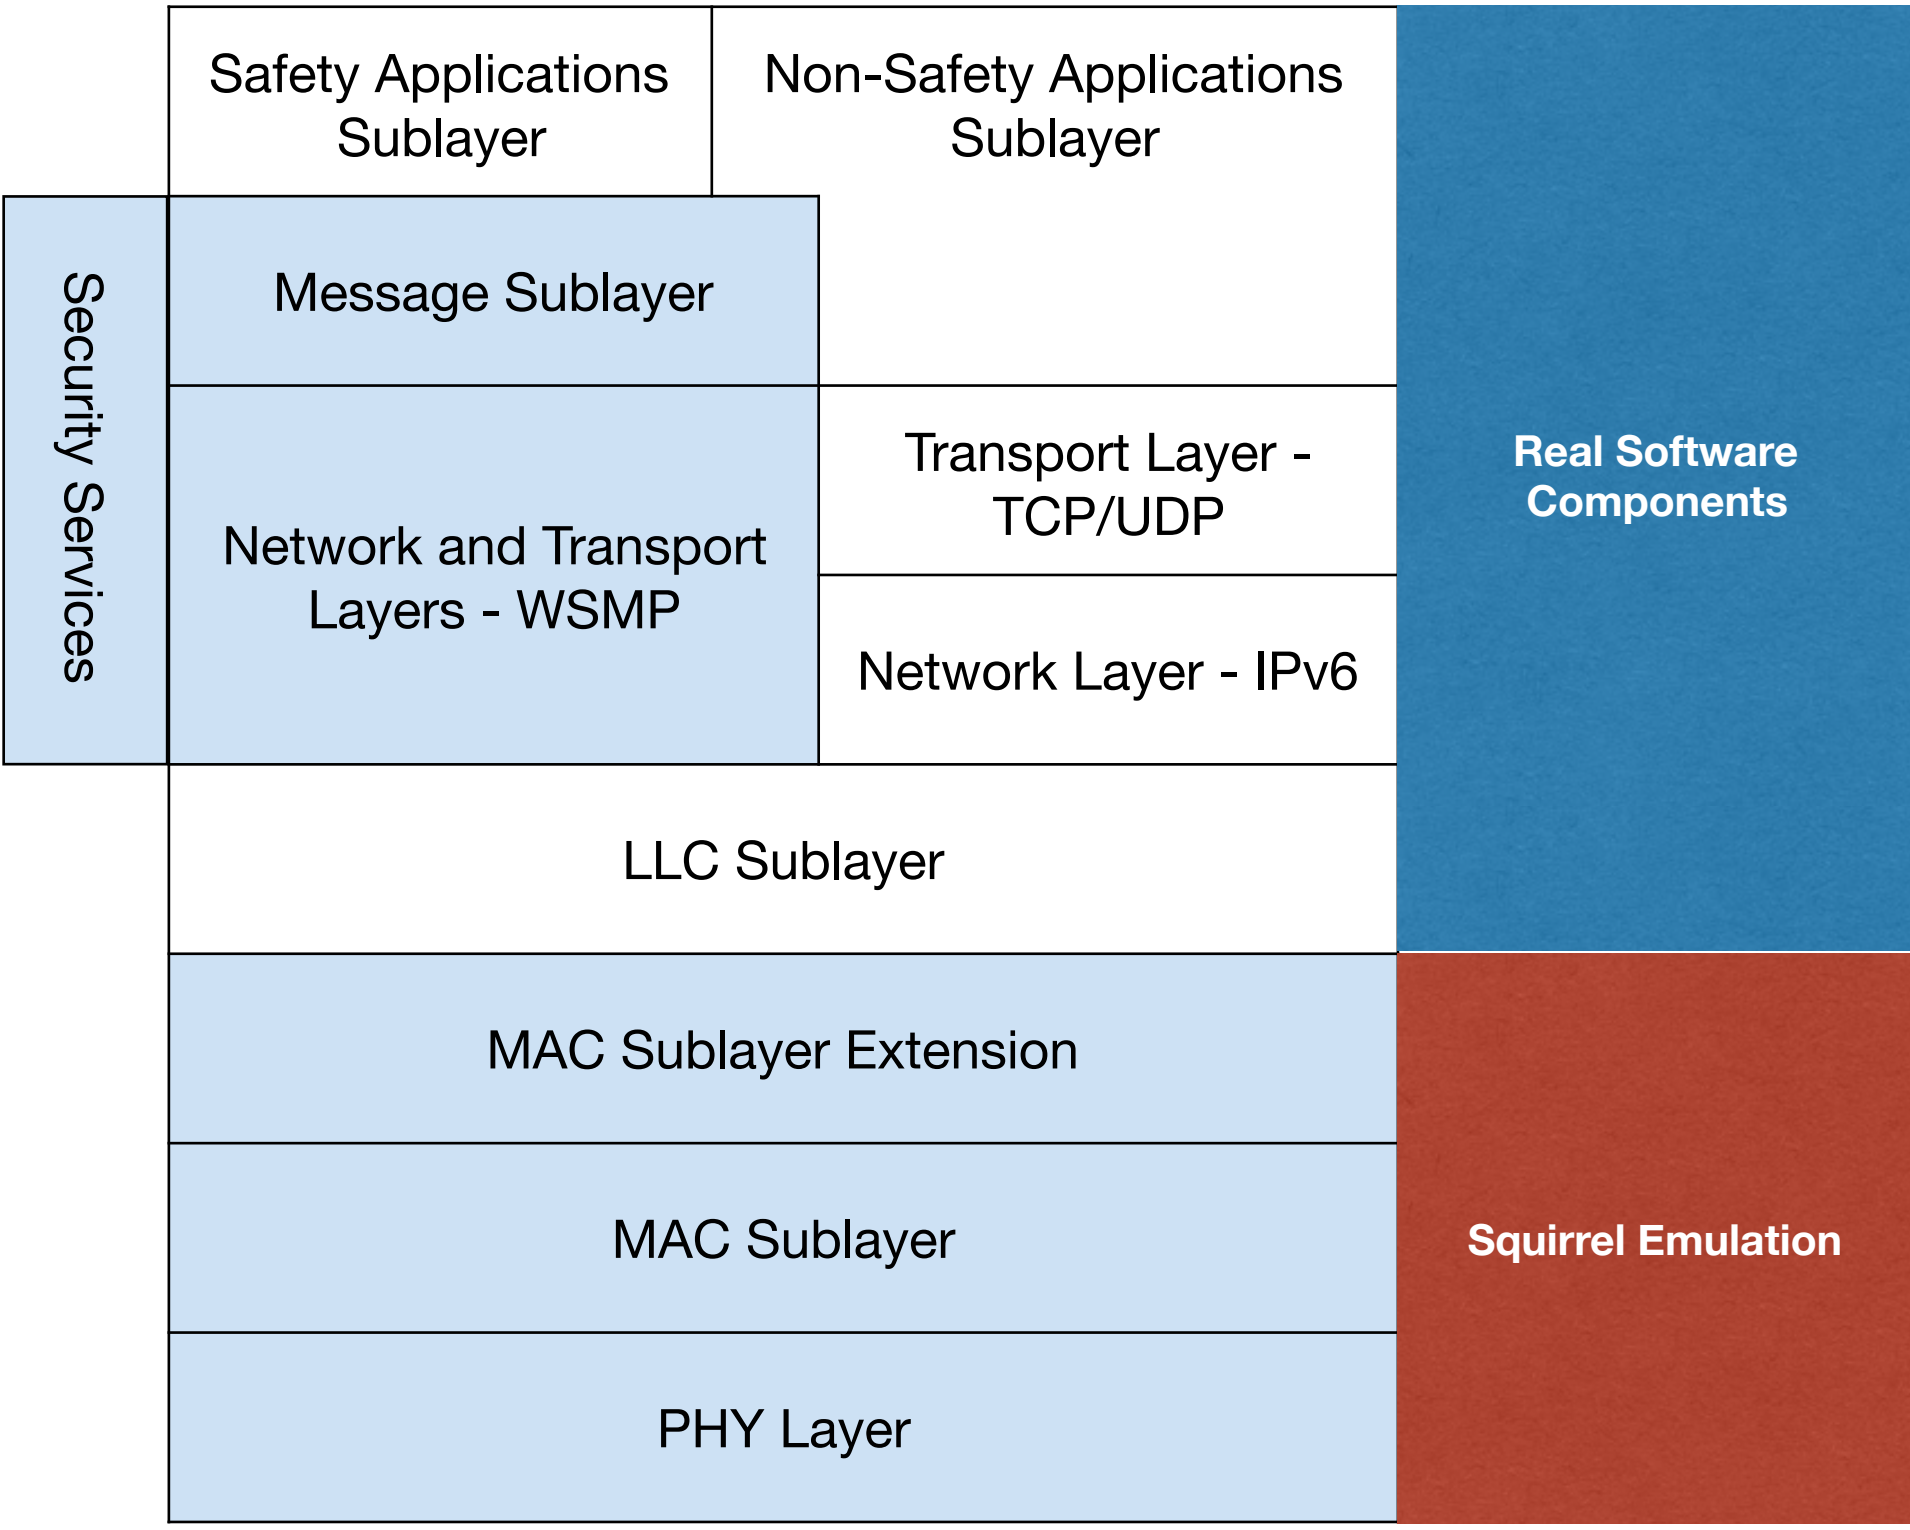 Safety Applications
Sublayer
Non-Safety Applications
Sublayer
Security Services
Message Sublayer
Network and Transport
Layers - WSMP
Transport Layer -
TCP/UDP
Network Layer - IPv6
Real Software
Components
LLC Sublayer
MAC Sublayer Extension
MAC Sublayer
Squirrel Emulation
PHY Layer